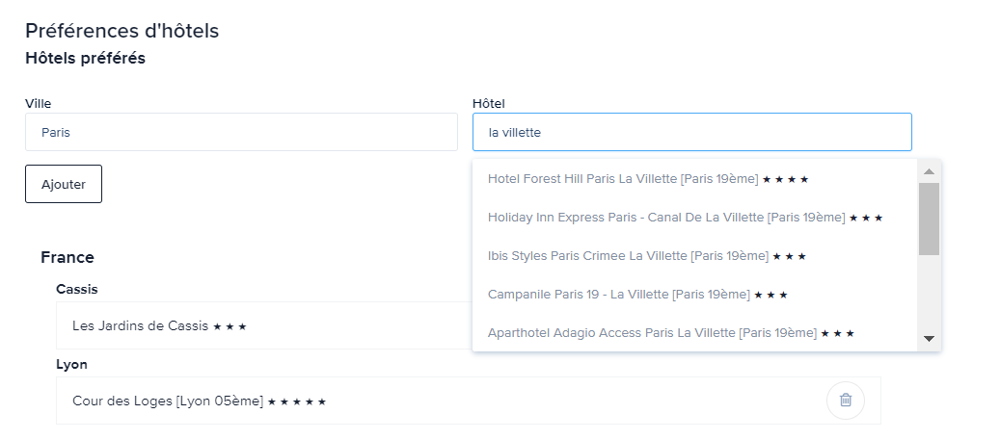 Préférences d'hôtels
Hôtels préférés
Ville
Hôtel
Paris
la villette
Ajouter
Hotel Forest Hill Paris La Villette [Paris 19ème] ★ ★ ★ ★
Holiday Inn Express Paris - Canal De La Villette [Paris 19ème] ★ ★ ★
Ibis Styles Paris Crimee La Villette [Paris 19ème] ★ ★ ★
Campanile Paris 19 - La Villette [Paris 19ème] ★ ★ ★
Aparthotel Adagio Access Paris La Villette [Paris 19ème] ★ ★ ★
France
Cassis
Les Jardins de Cassis ★ ★ ★
Lyon
Cour des Loges [Lyon 05ème] ★ ★ ★ ★ ★